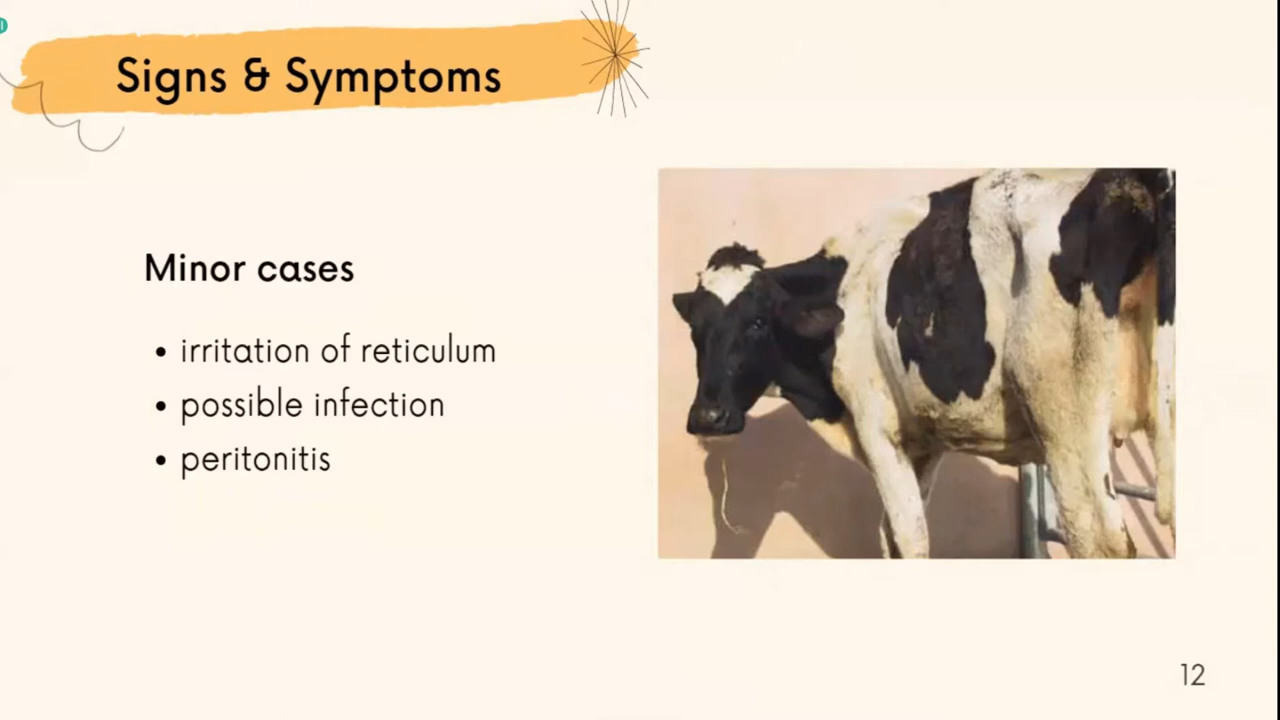 Signs & Symptoms
Minor cases
• irritation of reticulum
• possible infection
• peritonitis
12